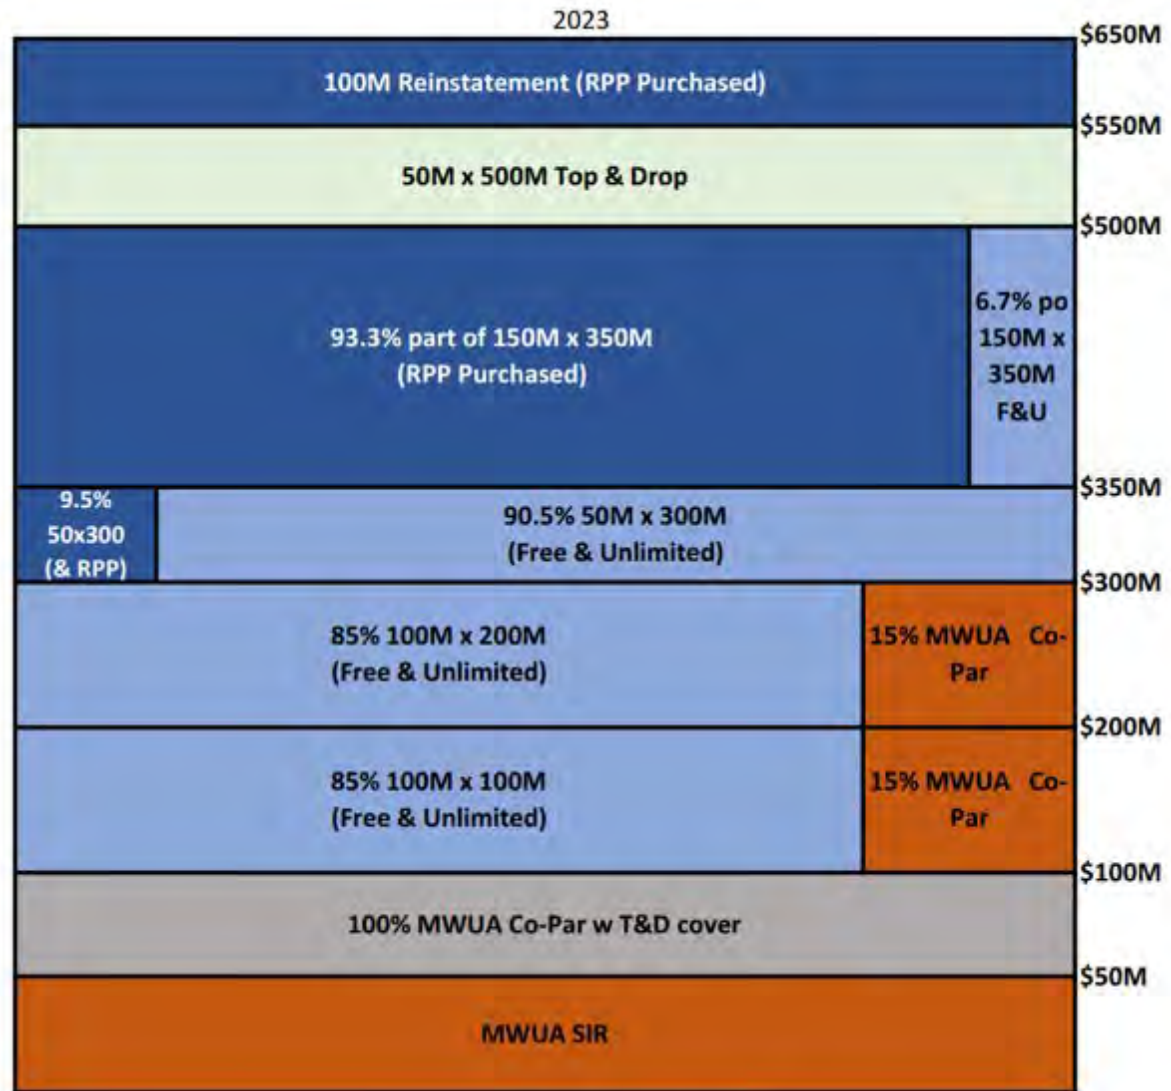 2023
$650M
100M Reinstatement (RPP Purchased)
$550M
50M x 500M Top & Drop
$500M
93.3% part of 150M x 350M
(RPP Purchased)
6.7% po
150M x
350M
F&U
$350M
9.5%
50x300
(& RPP)
90.5% 50M x 300M
(Free & Unlimited)
$300M
85% 100M x 200M
(Free & Unlimited)
15% MWUA Co-
Par
$200M
85% 100M x 100M
(Free & Unlimited)
15% MWUA Co-
Par
$100M
100% MWUA Co-Par w T&D cover
$50M
MWUA SIR